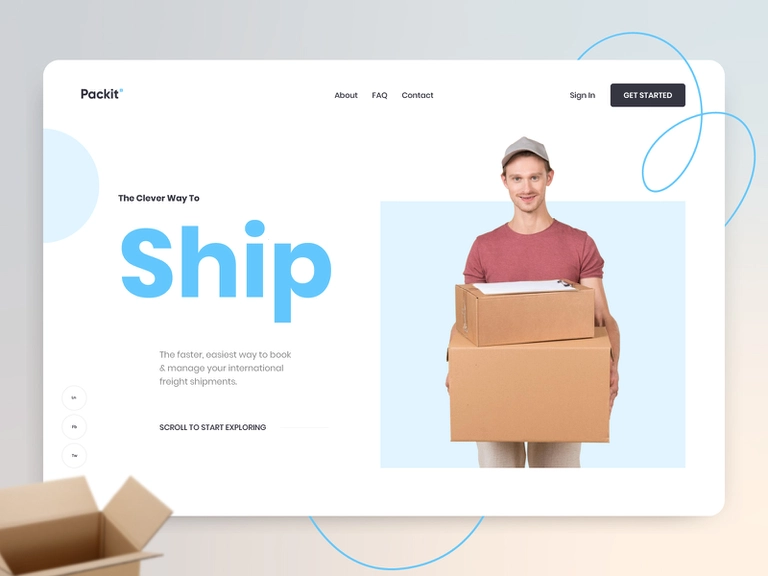 Packit
About FAQ Contact
Sign In GET STARTED
The Clever Way To
Ship
The faster, easiest way to book
& manage your international
freight shipments.
Fb
Tw
SCROLL TO START EXPLORING